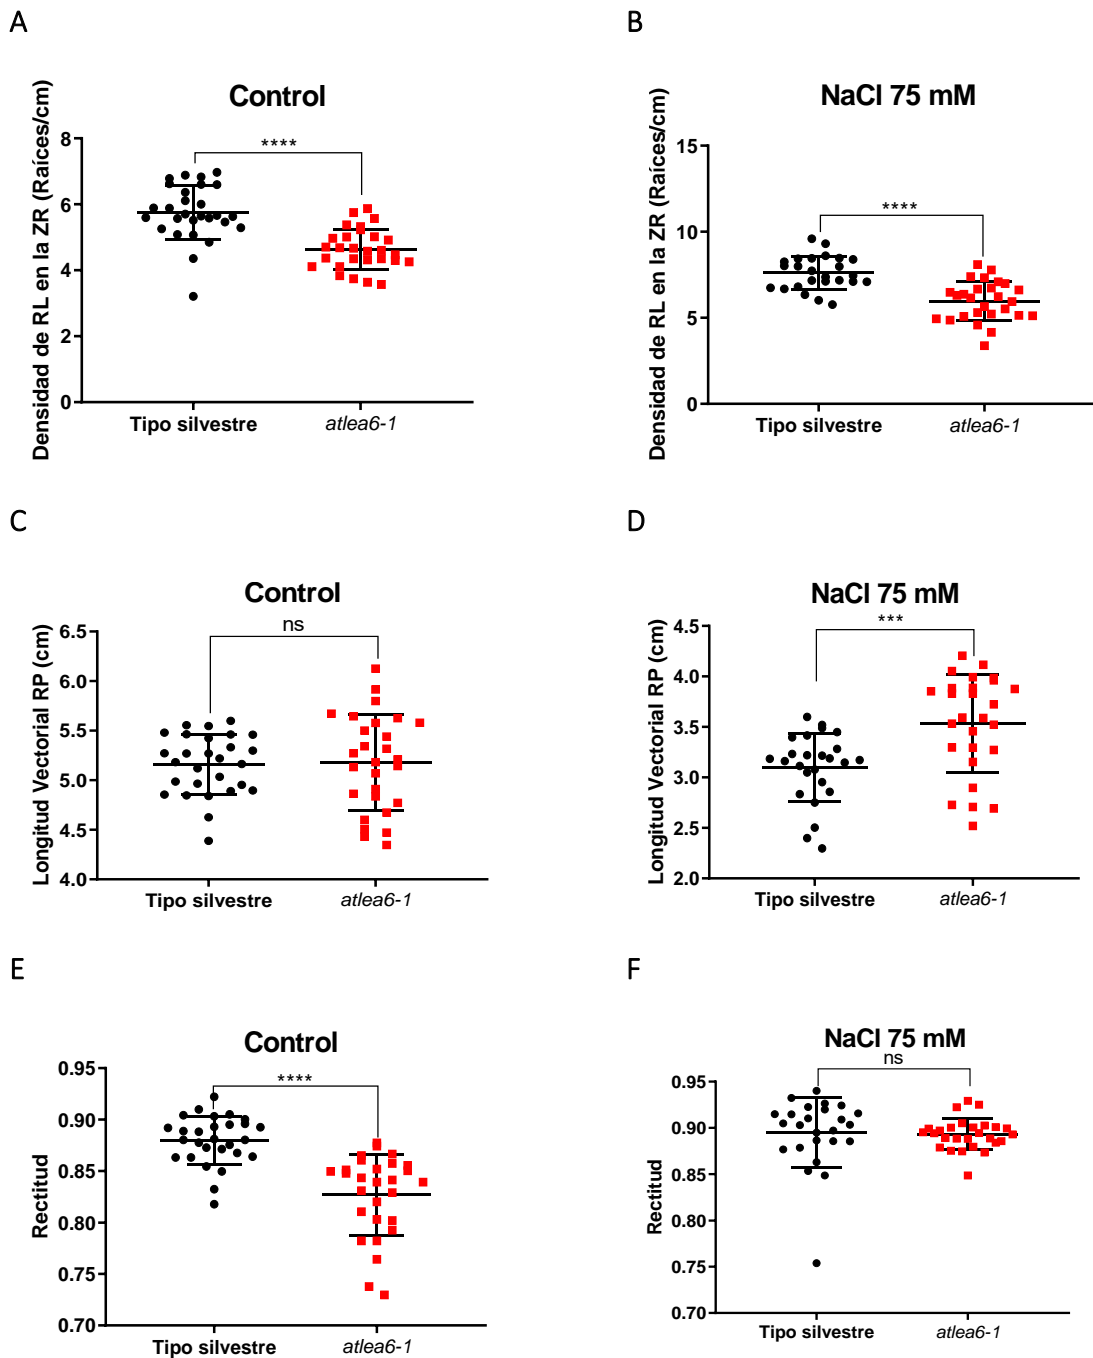 A
B
Control
NaCl 75 mM
Densidad de RL en la ZR (Raíces/cm)
8
6
4
2
0
****
Tipo silvestre
atlea6-1
Densidad de RL en la ZR (Raíces/cm)
15
10
5
0
****
Tipo silvestre
atlea6-1
C
D
Control
NaCl 75 mM
Longitud Vectorial RP (cm)
6.5
6.0
5.5
5.0
4.5
4.0
ns
Tipo silvestre
atlea6-1
Longitud Vectorial RP (cm)
4.5
4.0
3.5
3.0
2.5
2.0
***
Tipo silvestre
atlea6-1
E
F
Control
NaCl 75 mM
Rectitud
0.95
0.90
0.85
0.80
0.75
0.70
****
Tipo silvestre
atlea6-1
Rectitud
0.95
0.90
0.85
0.80
0.75
0.70
ns
Tipo silvestre
atlea6-1